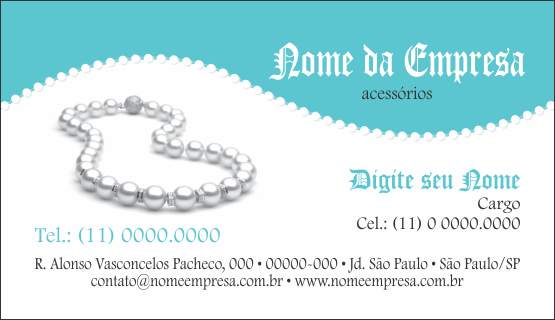 Nome da Empresa
acessórios
Digite seu Nome
Cargo
Cel.: (11) 0 0000.0000
Tel.: (11) 0000.0000
R. Alonso Vasconcelos Pacheco, 000 • 00000-000 • Jd. São Paulo • São Paulo/SP
contato@nomeempresa.com.br • www.nomeempresa.com.br